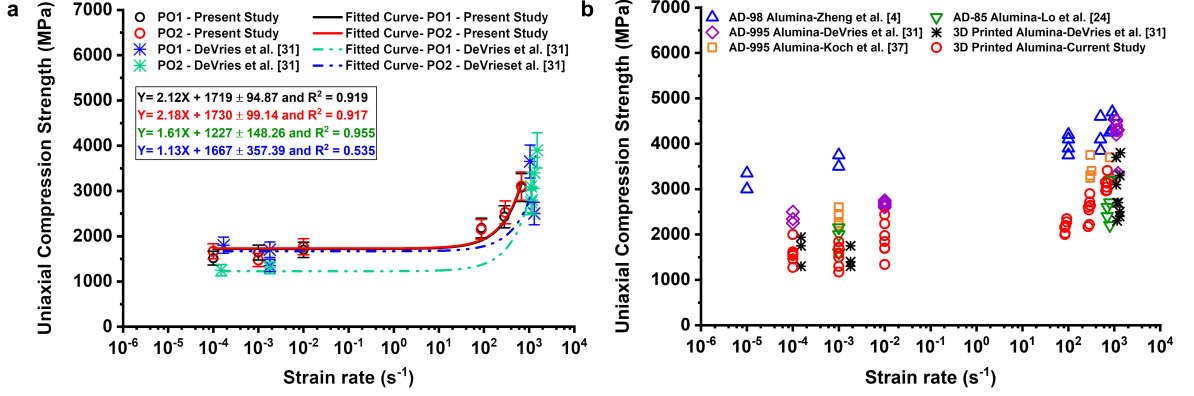 a
PO1 - Present Study
PO2 - Present Study
PO1 - DeVries et al. [31]
PO2 - DeVries et al. [31]
Fitted Curve- PO1 - Present Study
Fitted Curve- PO2 - Present Study
Fitted Curve- PO1 - DeVries et al. [31]
Fitted Curve- PO2 - DeVrieset al. [31]
Y= 2.12X + 1719 ± 94.87 and R² = 0.919
Y= 2.18X + 1730 ± 99.14 and R² = 0.917
Y= 1.61X + 1227 ± 148.26 and R² = 0.955
Y= 1.13X + 1667 ± 357.39 and R² = 0.535
Uniaxial Compression Strength (MPa)
7000
6000
5000
4000
3000
2000
1000
0
10⁻⁶ 10⁻⁵ 10⁻⁴ 10⁻³ 10⁻² 10⁻¹ 10⁰ 10¹ 10² 10³ 10⁴
Strain rate (s⁻¹)
b
AD-98 Alumina-Zheng et al. [4]
AD-995 Alumina-DeVries et al. [31]
AD-995 Alumina-Koch et al. [37]
AD-85 Alumina-Lo et al. [24]
3D Printed Alumina-DeVries et al. [31]
3D Printed Alumina-Current Study
Uniaxial Compression Strength (MPa)
7000
6000
5000
4000
3000
2000
1000
0
10⁻⁶ 10⁻⁵ 10⁻⁴ 10⁻³ 10⁻² 10⁻¹ 10⁰ 10¹ 10² 10³ 10⁴
Strain rate (s⁻¹)